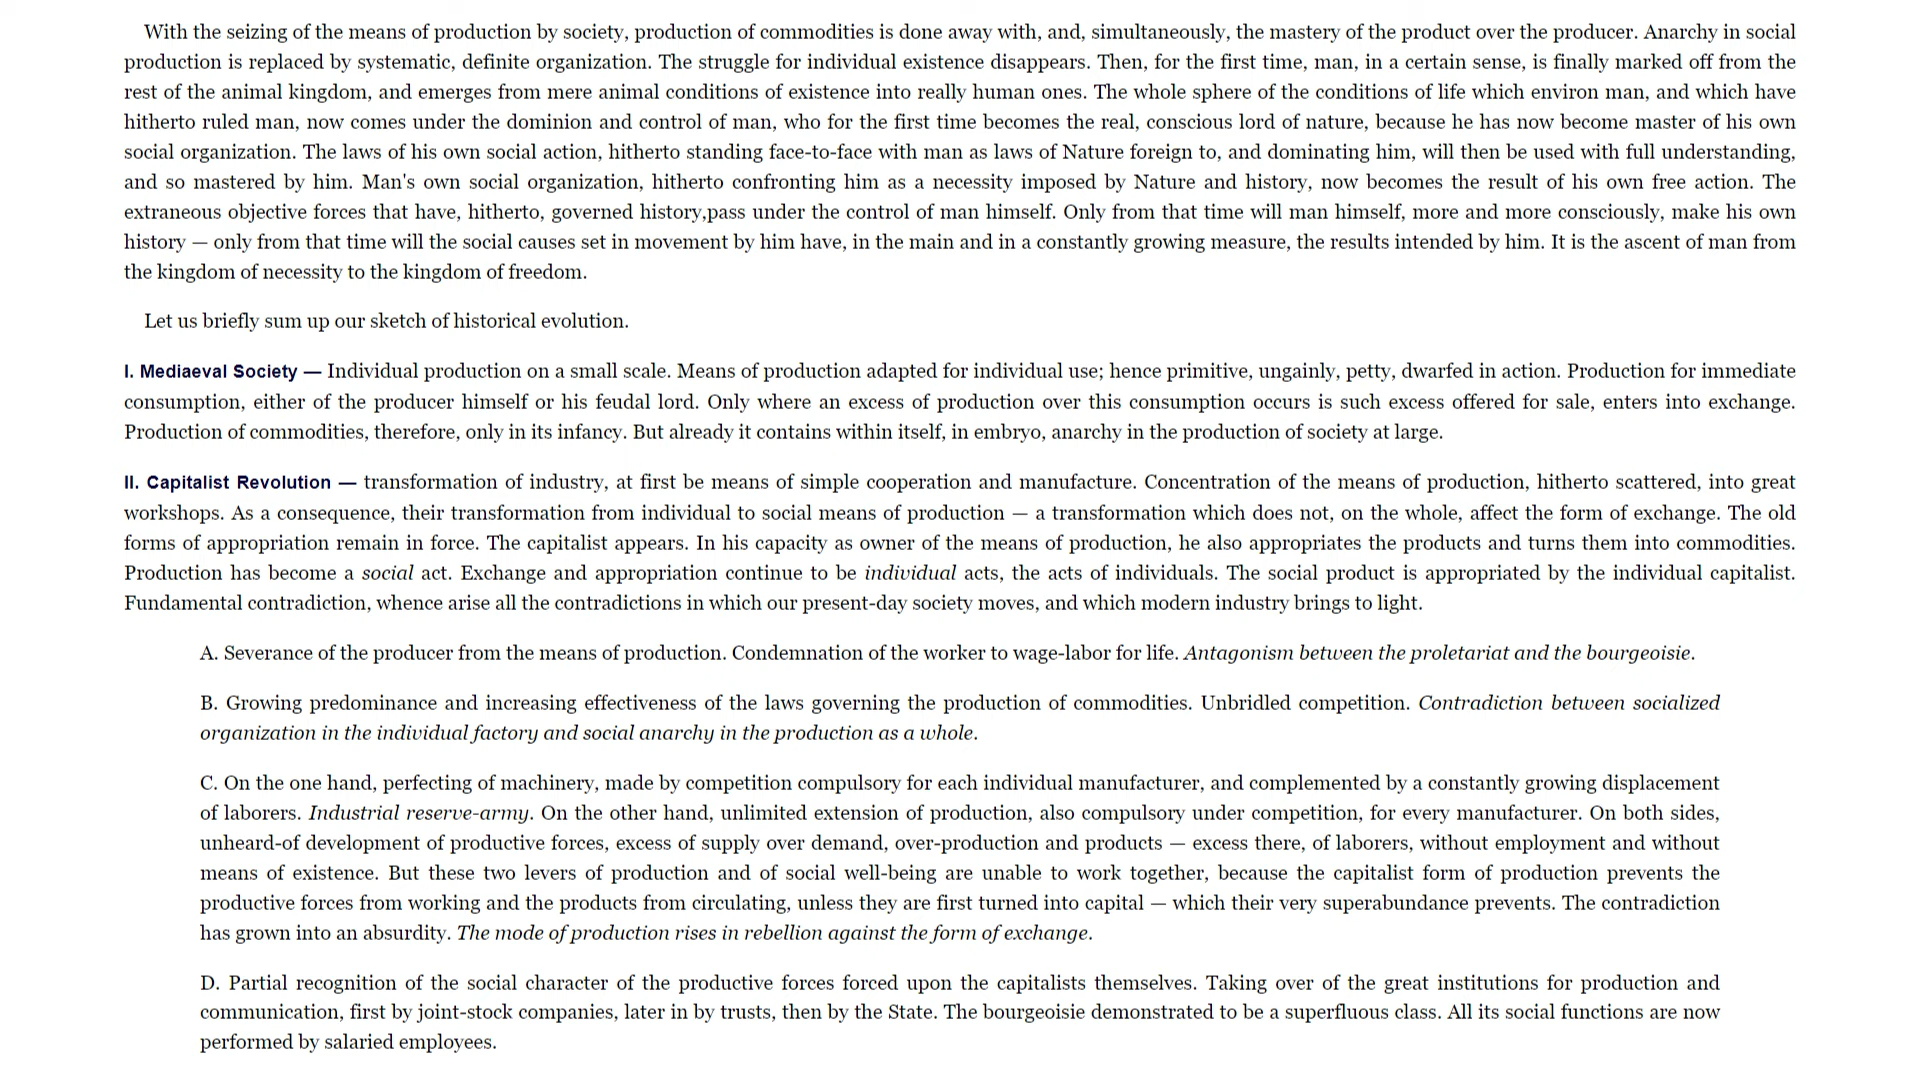 With the seizing of the means of production by society, production of commodities is done away with, and, simultaneously, the mastery of the product over the producer. Anarchy in social
production is replaced by systematic, definite organization. The struggle for individual existence disappears. Then, for the first time, man, in a certain sense, is finally marked off from the
rest of the animal kingdom, and emerges from mere animal conditions of existence into really human ones. The whole sphere of the conditions of life which environ man, and which have
hitherto ruled man, now comes under the dominion and control of man, who for the first time becomes the real, conscious lord of nature, because he has now become master of his own
social organization. The laws of his own social action, hitherto standing face-to-face with man as laws of Nature foreign to, and dominating him, will then be used with full understanding,
and so mastered by him. Man's own social organization, hitherto confronting him as a necessity imposed by Nature and history, now becomes the result of his own free action. The
extraneous objective forces that have, hitherto, governed history,pass under the control of man himself. Only from that time will man himself, more and more consciously, make his own
history — only from that time will the social causes set in movement by him have, in the main and in a constantly growing measure, the results intended by him. It is the ascent of man from
the kingdom of necessity to the kingdom of freedom.
Let us briefly sum up our sketch of historical evolution.
I. Mediaeval Society — Individual production on a small scale. Means of production adapted for individual use; hence primitive, ungainly, petty, dwarfed in action. Production for immediate
consumption, either of the producer himself or his feudal lord. Only where an excess of production over this consumption occurs is such excess offered for sale, enters into exchange.
Production of commodities, therefore, only in its infancy. But already it contains within itself, in embryo, anarchy in the production of society at large.
II. Capitalist Revolution — transformation of industry, at first be means of simple cooperation and manufacture. Concentration of the means of production, hitherto scattered, into great
workshops. As a consequence, their transformation from individual to social means of production — a transformation which does not, on the whole, affect the form of exchange. The old
forms of appropriation remain in force. The capitalist appears. In his capacity as owner of the means of production, he also appropriates the products and turns them into commodities.
Production has become a social act. Exchange and appropriation continue to be individual acts, the acts of individuals. The social product is appropriated by the individual capitalist.
Fundamental contradiction, whence arise all the contradictions in which our present-day society moves, and which modern industry brings to light.
A. Severance of the producer from the means of production. Condemnation of the worker to wage-labor for life. Antagonism between the proletariat and the bourgeoisie.
B. Growing predominance and increasing effectiveness of the laws governing the production of commodities. Unbridled competition. Contradiction between socialized
organization in the individual factory and social anarchy in the production as a whole.
C. On the one hand, perfecting of machinery, made by competition compulsory for each individual manufacturer, and complemented by a constantly growing displacement
of laborers. Industrial reserve-army. On the other hand, unlimited extension of production, also compulsory under competition, for every manufacturer. On both sides,
unheard-of development of productive forces, excess of supply over demand, over-production and products — excess there, of laborers, without employment and without
means of existence. But these two levers of production and of social well-being are unable to work together, because the capitalist form of production prevents the
productive forces from working and the products from circulating, unless they are first turned into capital — which their very superabundance prevents. The contradiction
has grown into an absurdity. The mode of production rises in rebellion against the form of exchange.
D. Partial recognition of the social character of the productive forces forced upon the capitalists themselves. Taking over of the great institutions for production and
communication, first by joint-stock companies, later in by trusts, then by the State. The bourgeoisie demonstrated to be a superfluous class. All its social functions are now
performed by salaried employees.